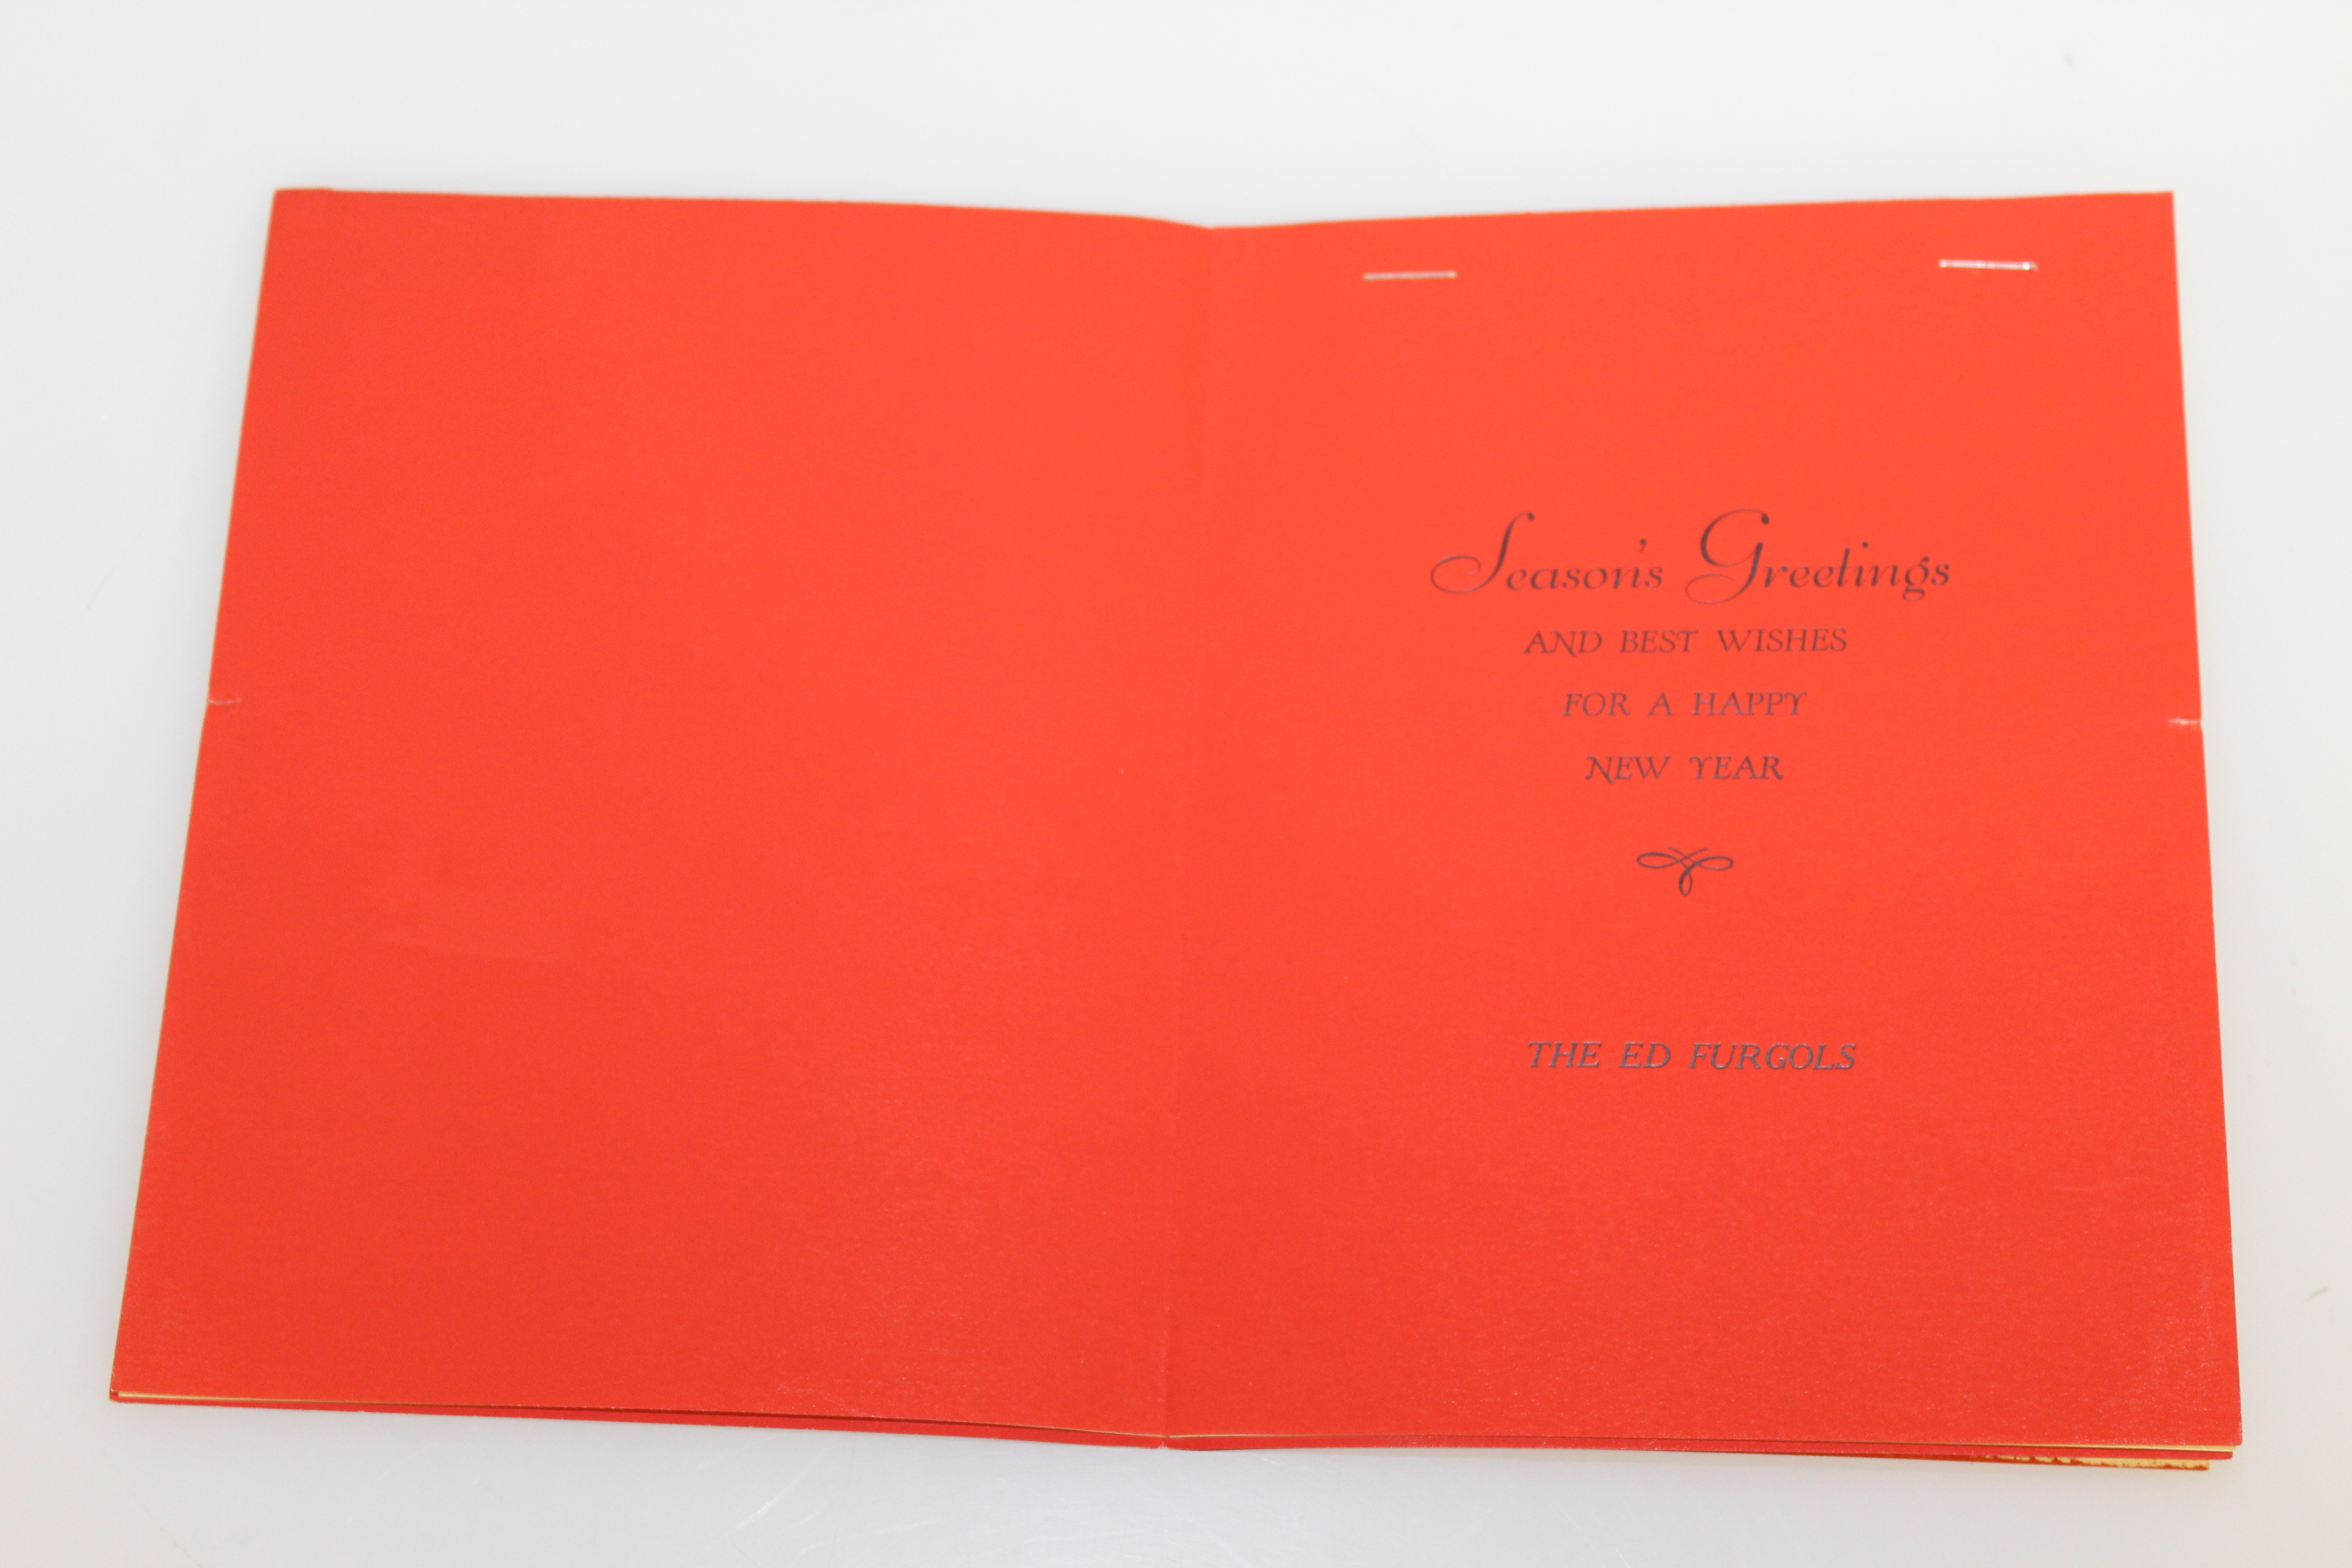 Season's Greetings
AND BEST WISHES
FOR A HAPPY
NEW YEAR
THE ED FURGOLS